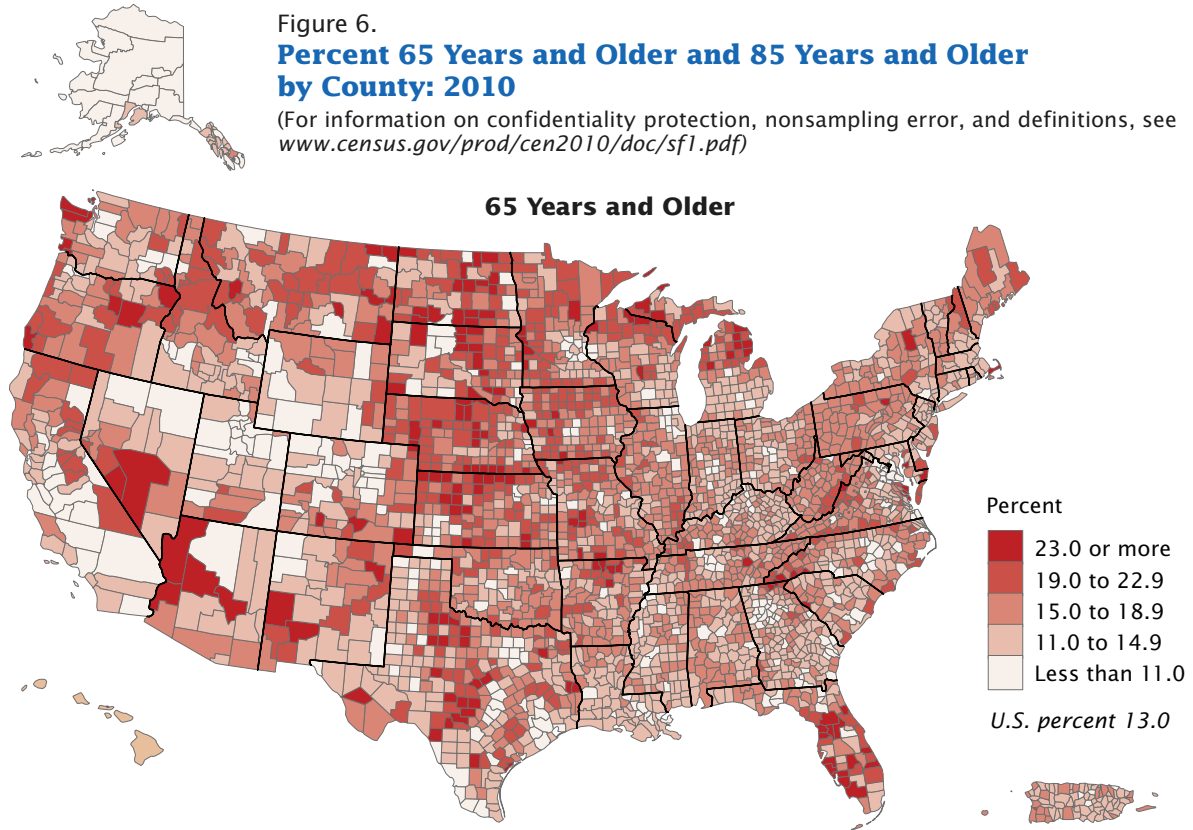 Figure 6.
Percent 65 Years and Older and 85 Years and Older
by County: 2010
(For information on confidentiality protection, nonsampling error, and definitions, see
www.census.gov/prod/cen2010/doc/sf1.pdf)
65 Years and Older
Percent
23.0 or more
19.0 to 22.9
15.0 to 18.9
11.0 to 14.9
Less than 11.0
U.S. percent 13.0